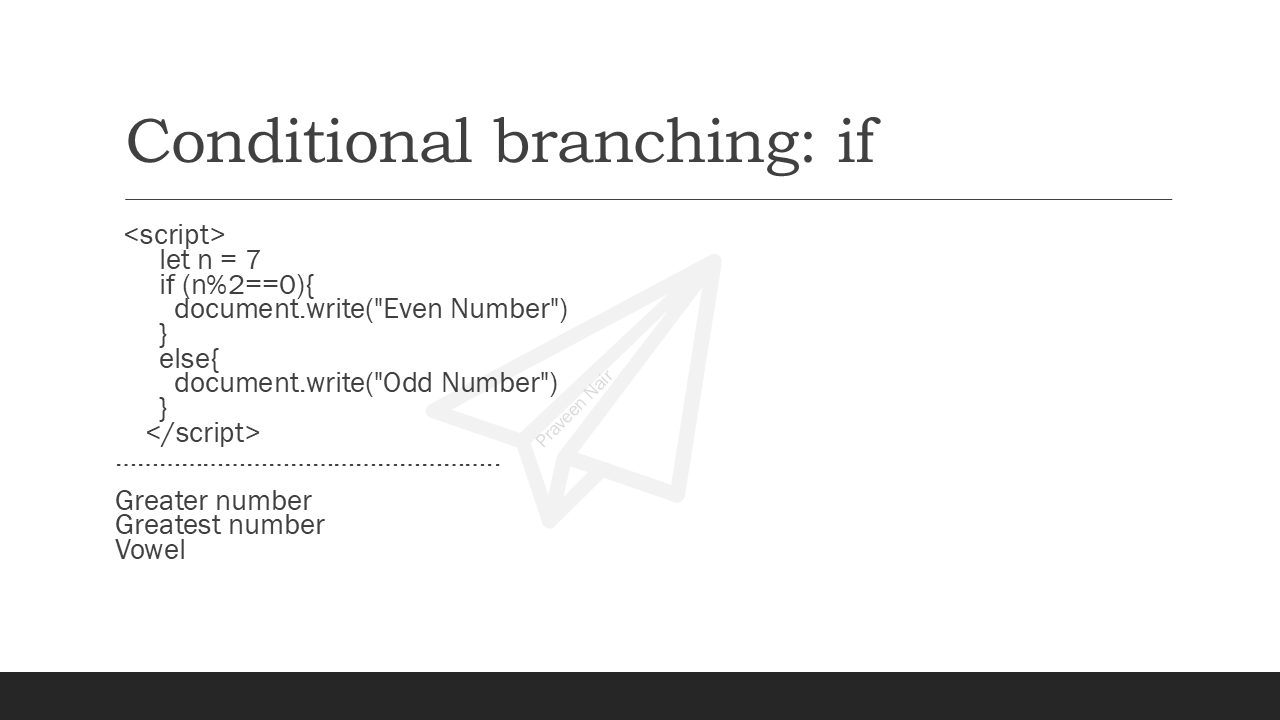 Conditional branching: if
<script>
let n = 7
if (n%2==0){
document.write("Even Number")
}
else{
document.write("Odd Number")
}
</script>
Praveen Nair
Greater number
Greatest number
Vowel